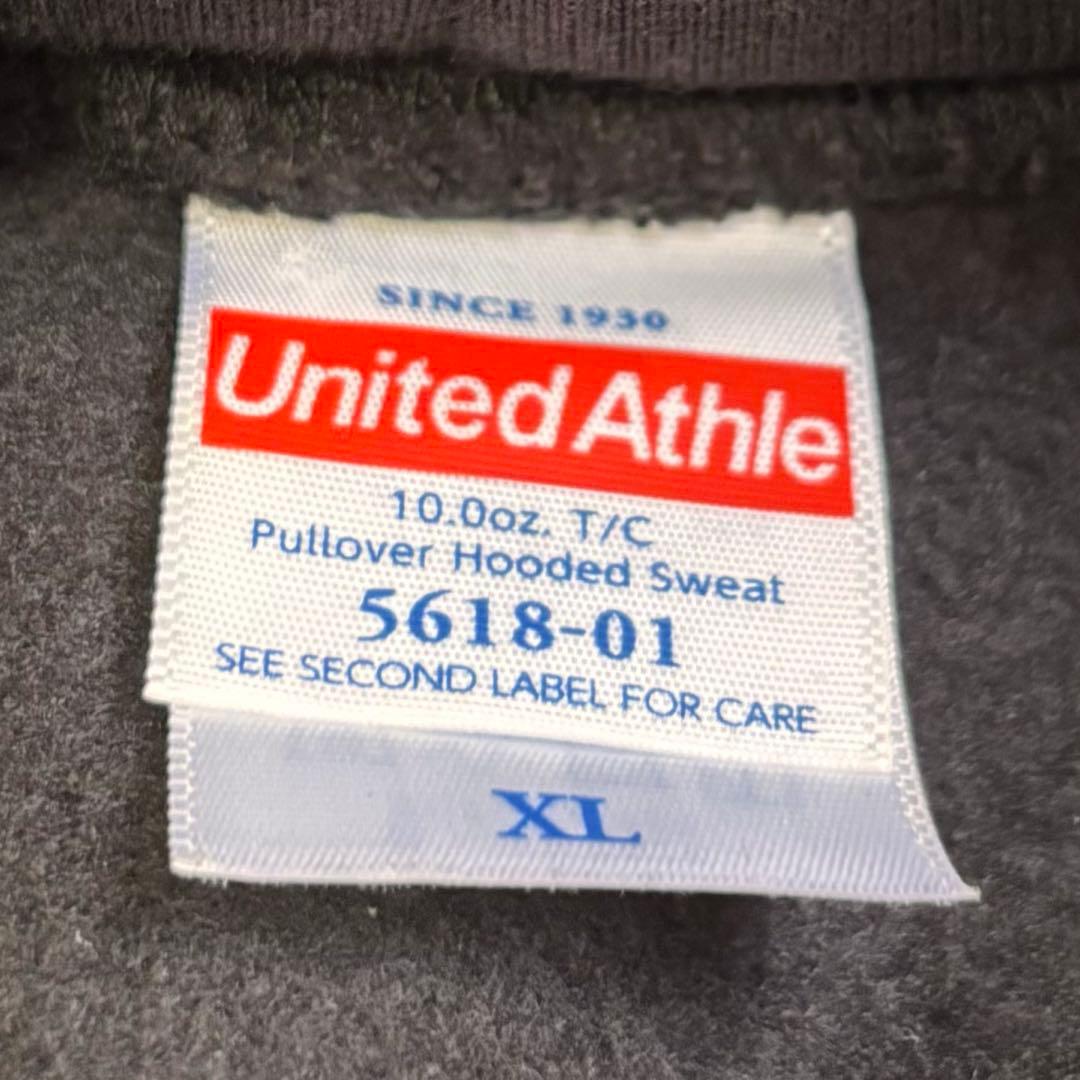 SINCE 1930
United Athle
10.0oz. T/C
Pullover Hooded Sweat
5618-01
SEE SECOND LABEL FOR CARE
XL